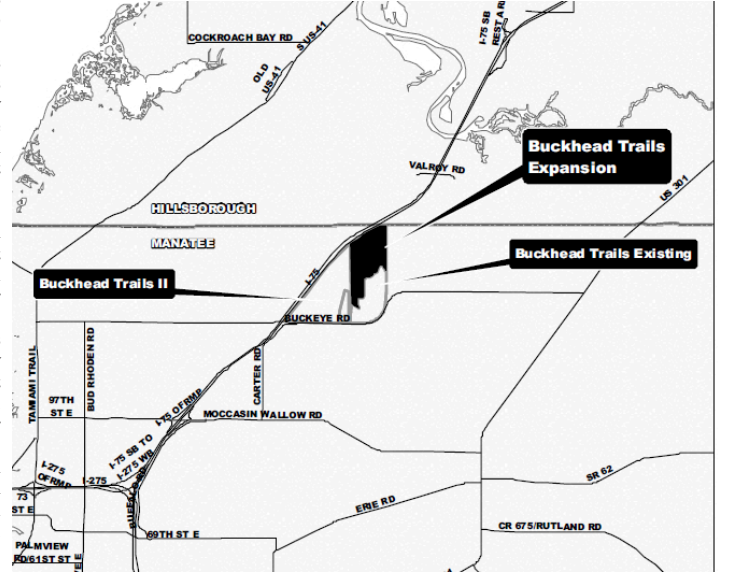 COCKROACH BAY RD
S US-41
OLD
US-41
I-75 SB
REST A
VALROY RD
Buckhead Trails
Expansion
US 301
HILLSBOROUGH
MANATEE
Buckhead Trails Existing
Buckhead Trails II
I-75
BUCKEYE RD
TAMIAMI TRAIL
BUD RHODEN RD
CARTER RD
97TH
ST E
I-75 OFRMP
MOCCASIN WALLOW RD
I-75 SB TO
I-275 WB
I-275
OFRMP
I-275
SR 62
73
ST E
ERIE RD
CR 675/RUTLAND RD
69TH ST E
PALMVIEW
RD/61ST ST E